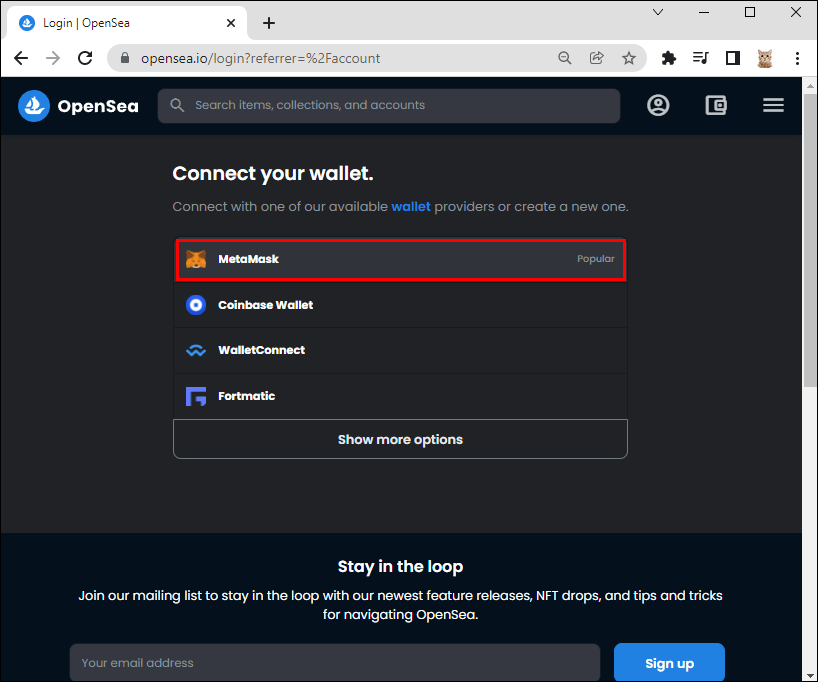 Login | OpenSea
opensea.io/login?referrer=%2Faccount
OpenSea
Search items, collections, and accounts
Connect your wallet.
Connect with one of our available wallet providers or create a new one.
MetaMask Popular
Coinbase Wallet
WalletConnect
Fortmatic
Show more options
Stay in the loop
Join our mailing list to stay in the loop with our newest feature releases, NFT drops, and tips and tricks
for navigating OpenSea.
Your email address
Sign up